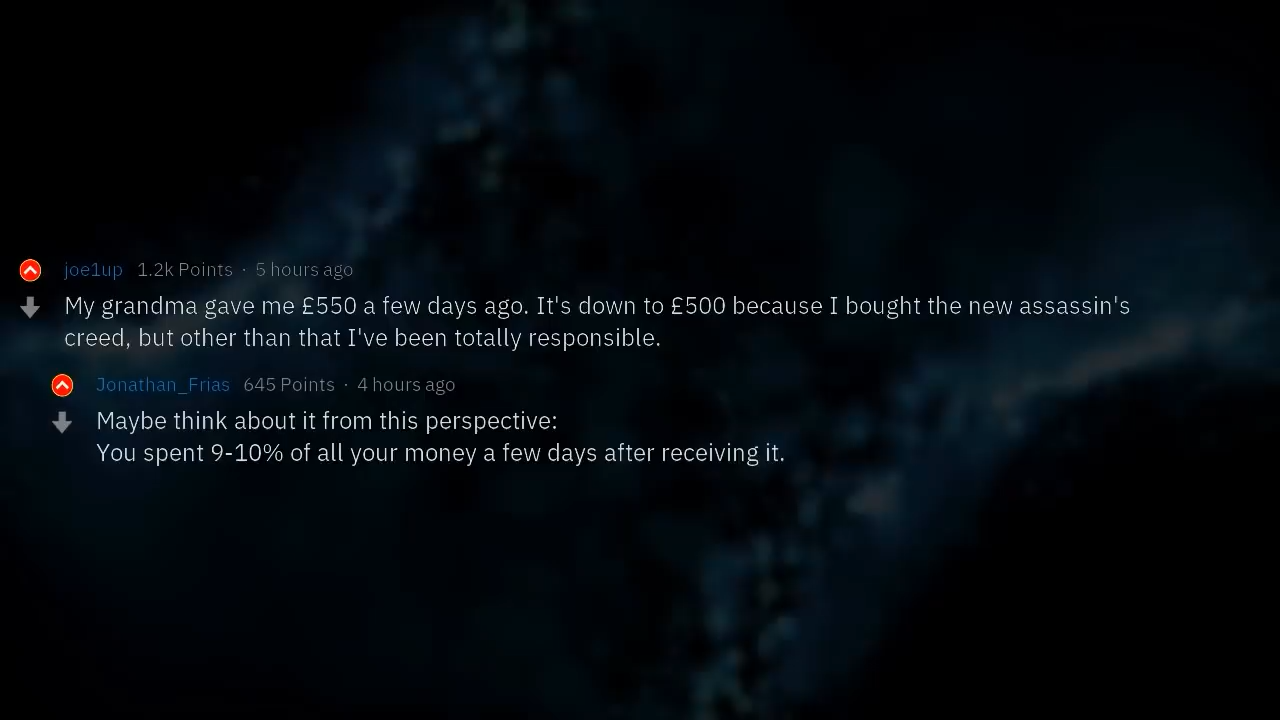 joe1up 1.2k Points · 5 hours ago
My grandma gave me £550 a few days ago. It's down to £500 because I bought the new assassin's
creed, but other than that I've been totally responsible.
Jonathan_Frias 645 Points · 4 hours ago
Maybe think about it from this perspective:
You spent 9-10% of all your money a few days after receiving it.